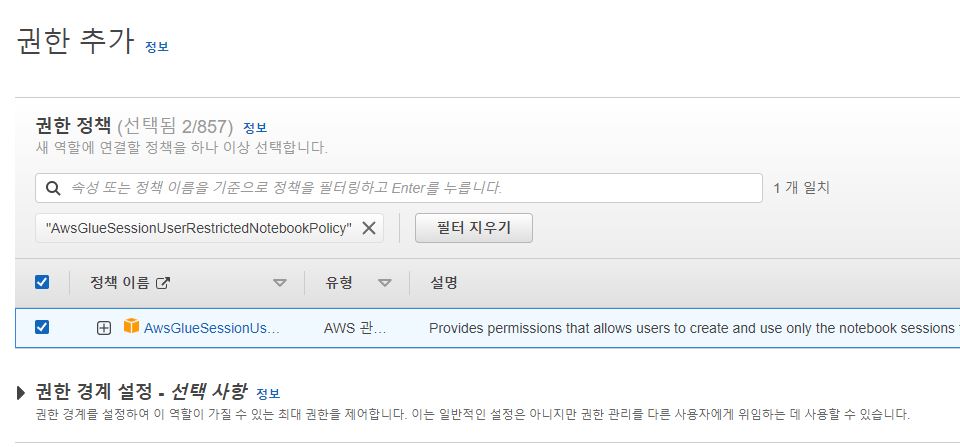 권한 추가 정보
권한 정책 (선택됨 2/857) 정보
새 역할에 연결할 정책을 하나 이상 선택합니다.
속성 또는 정책 이름을 기준으로 정책을 필터링하고 Enter를 누릅니다.
1 개 일치
"AwsGlueSessionUserRestrictedNotebookPolicy"
필터 지우기
정책 이름 유형 설명
AwsGlueSessionUs... AWS 관... Provides permissions that allows users to create and use only the notebook sessions
권한 경계 설정 - 선택 사항 정보
권한 경계를 설정하여 이 역할이 가질 수 있는 최대 권한을 제어합니다. 이는 일반적인 설정은 아니지만 권한 관리를 다른 사용자에게 위임하는 데 사용할 수 있습니다.